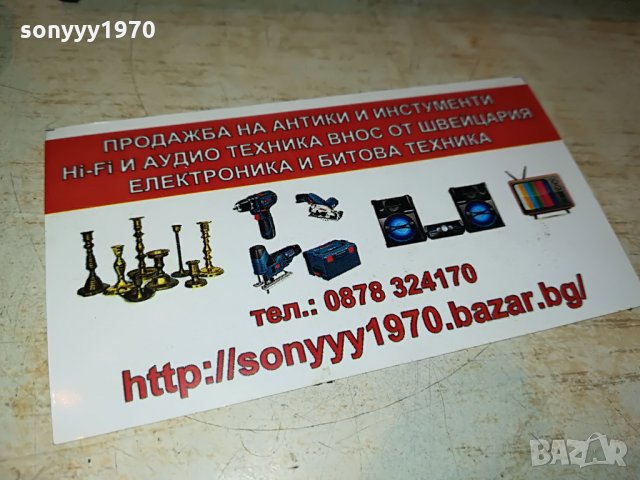 sonyyy1970
ПРОДАЖБА НА АНТИКИ И ИНСТУМЕНТИ
Hi-Fi И АУДИО ТЕХНИКА ВНОС ОТ ШВЕИЦАРИЯ
ЕЛЕКТРОНИКА И БИТОВА ТЕХНИКА
тел.: 0878 324170
http://sonyyy1970.bazar.bg/
BAZAR
bg